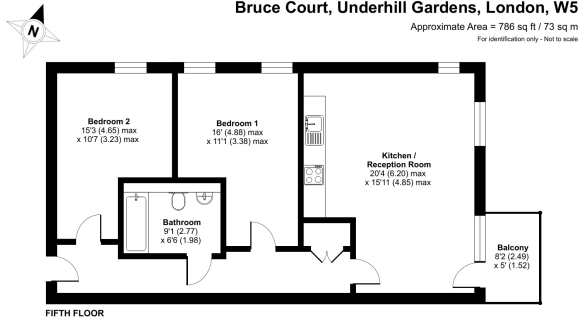 Bruce Court, Underhill Gardens, London, W5
Approximate Area = 786 sq ft / 73 sq m
For identification only - Not to scale
N
Bedroom 2
15'3 (4.65) max
x 10'7 (3.23) max
Bedroom 1
16' (4.88) max
x 11'1 (3.38) max
Kitchen /
Reception Room
20'4 (6.20) max
x 15'11 (4.85) max
Bathroom
9'1 (2.77)
x 6'6 (1.98)
Balcony
8'2 (2.49)
x 5' (1.52)
FIFTH FLOOR